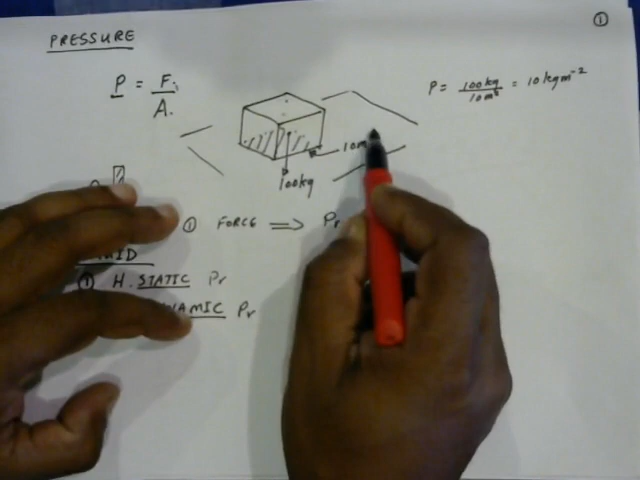 ①
PRESSURE
P = F/A.
P = 100kg/10m² = 10 kgm⁻²
10m
100kg
① FORCE ⇒ Pr
① H. STATIC Pr
NAMIC Pr